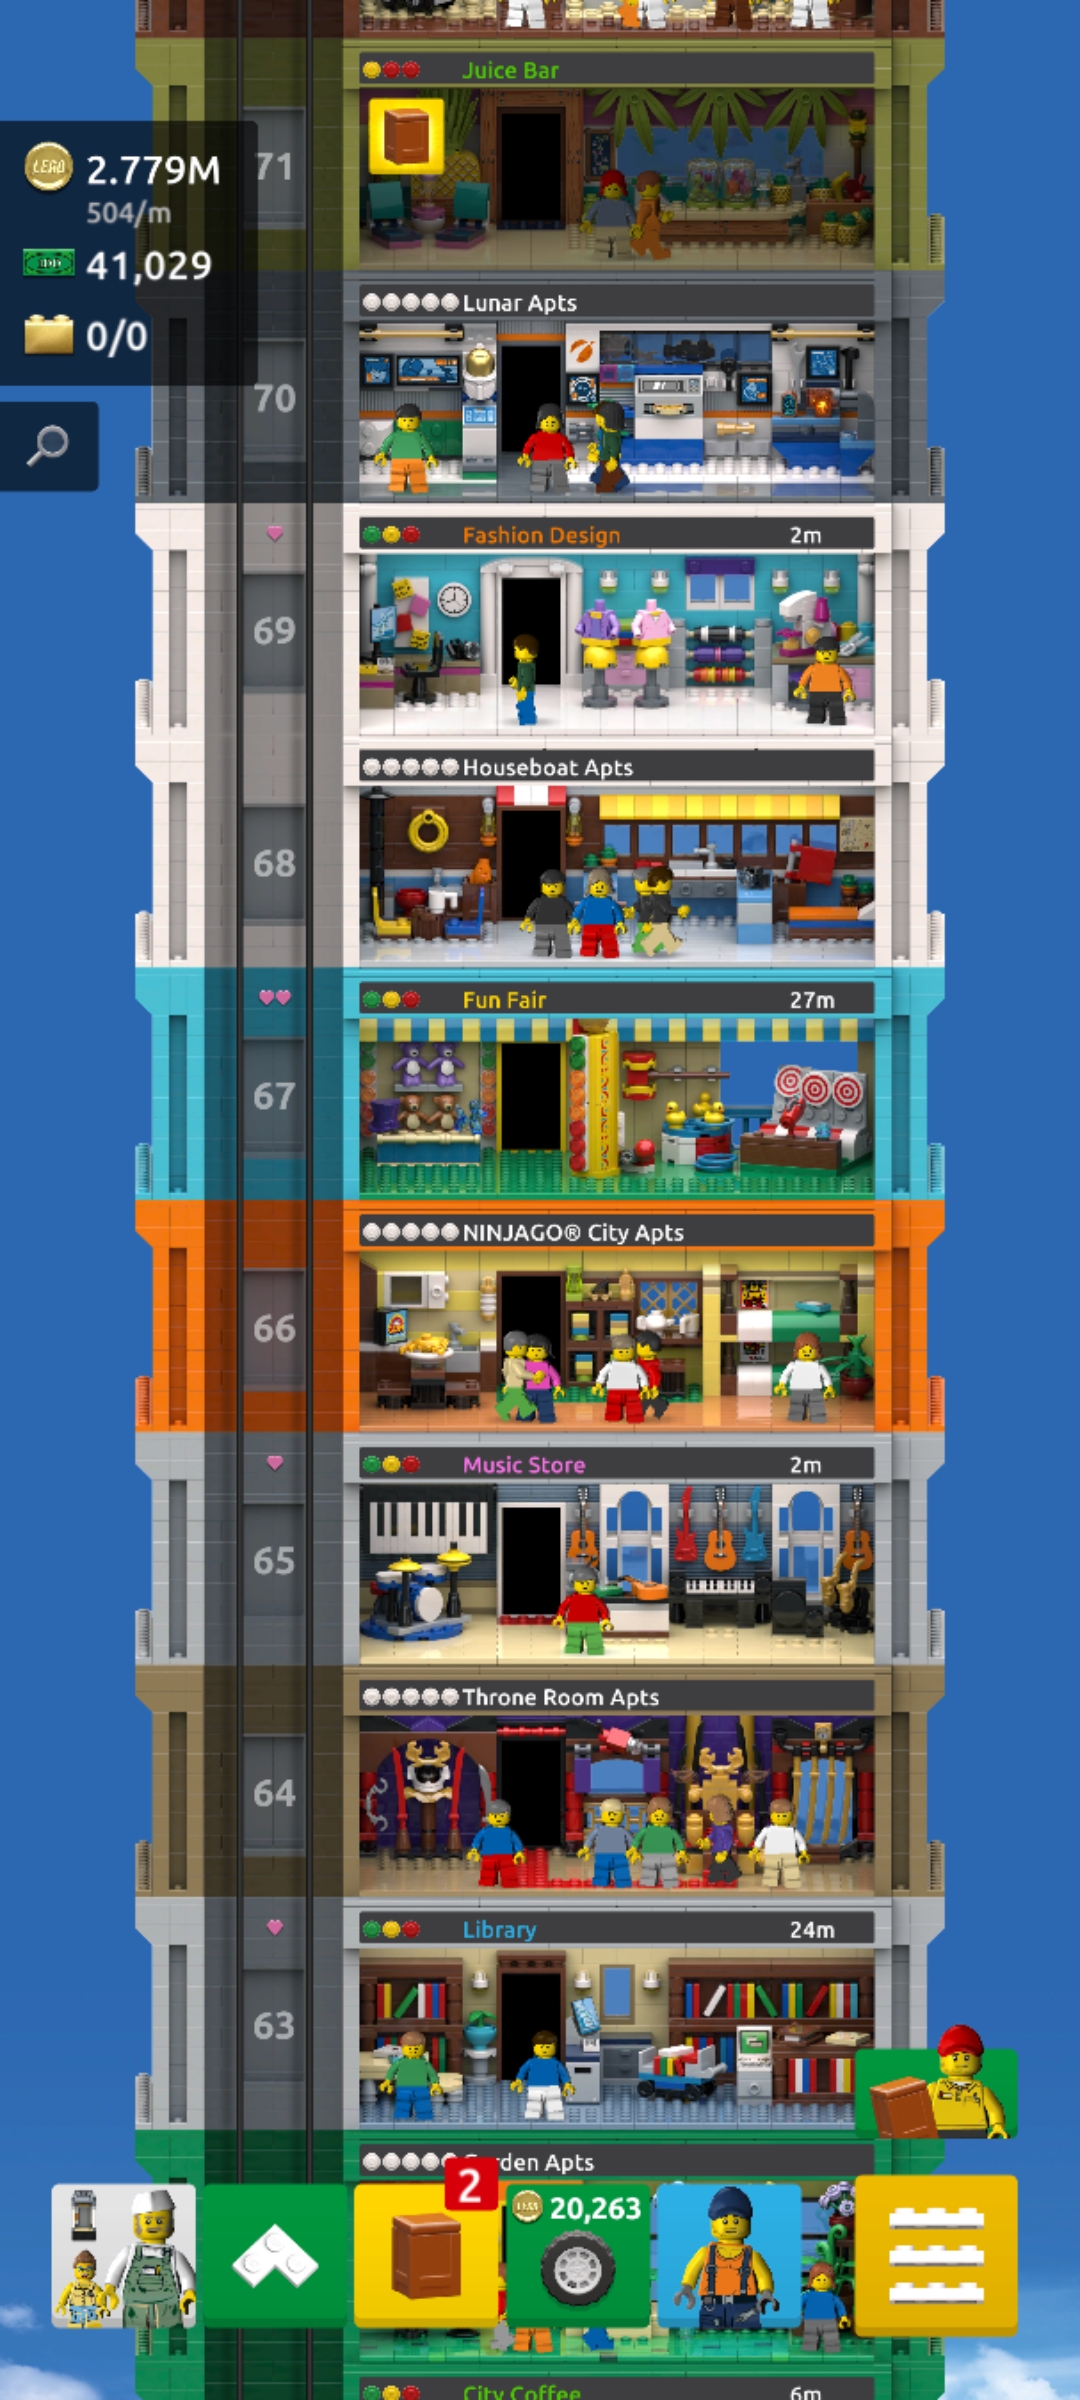 Juice Bar
71
LEGO 2.779M
504/m
41,029
0/0
Lunar Apts
70
Fashion Design 2m
69
Houseboat Apts
68
Fun Fair 27m
67
NINJAGO® City Apts
66
Music Store 2m
65
Throne Room Apts
64
Library 24m
63
rden Apts
2
20,263
City Coffee 6m